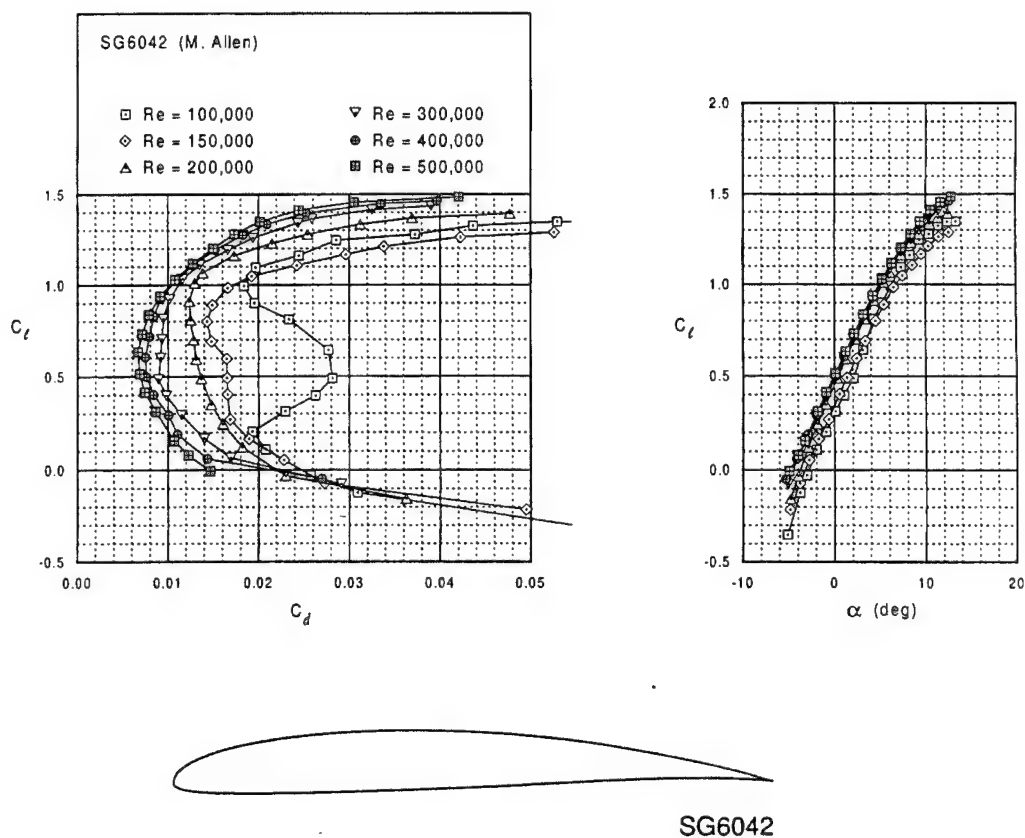 SG6042 (M. Allen)
Re = 100,000
Re = 300,000
Re = 150,000
Re = 400,000
Re = 200,000
Re = 500,000
1.5
1.0
0.5
0.0
-0.5
C_ℓ
0.00 0.01 0.02 0.03 0.04 0.05
C_d
2.0
1.5
1.0
0.5
0.0
-0.5
C_ℓ
-10 0 10 20
α (deg)
SG6042